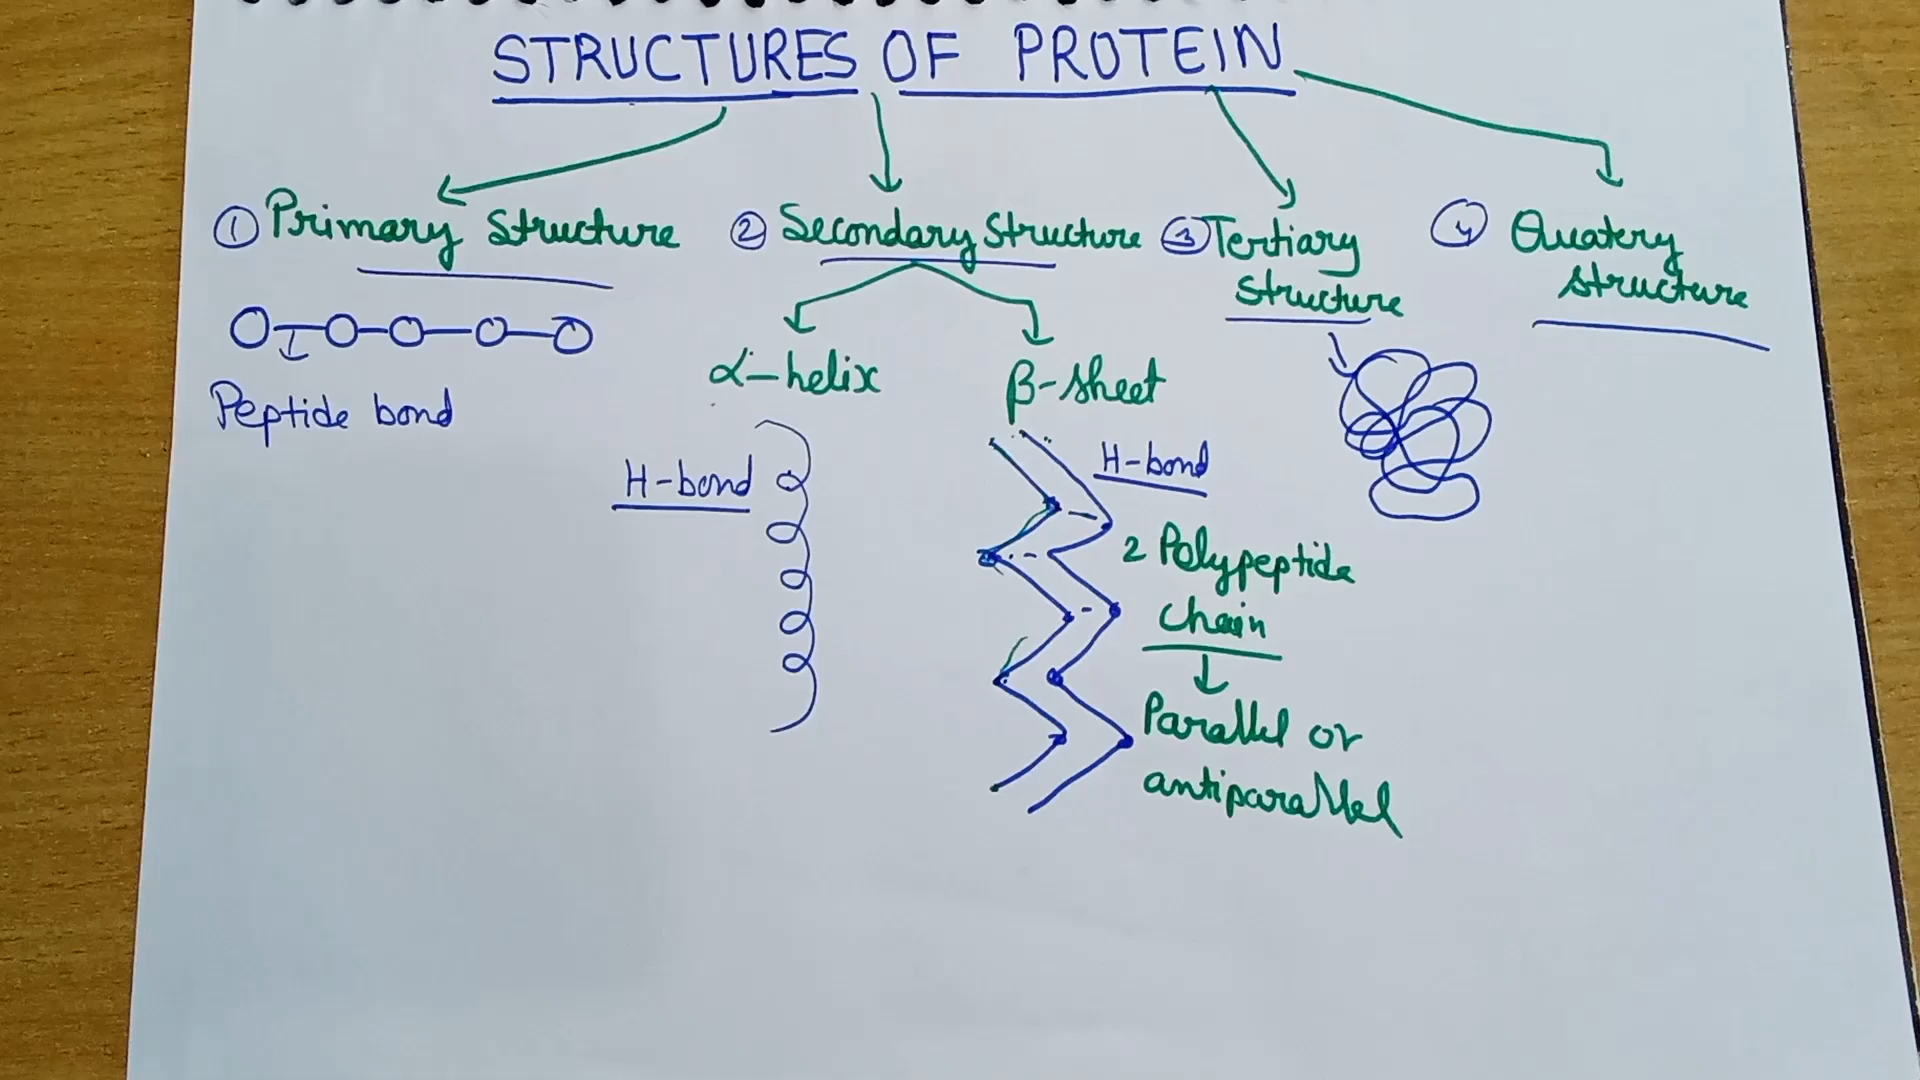 STRUCTURES OF PROTEIN
① Primary Structure
Peptide bond
② Secondary Structure
α-helix
H-bond
β-sheet
H-bond
2 Polypeptide
chain
Parallel or
antiparallel
③ Tertiary
Structure
④ Quatery
Structure